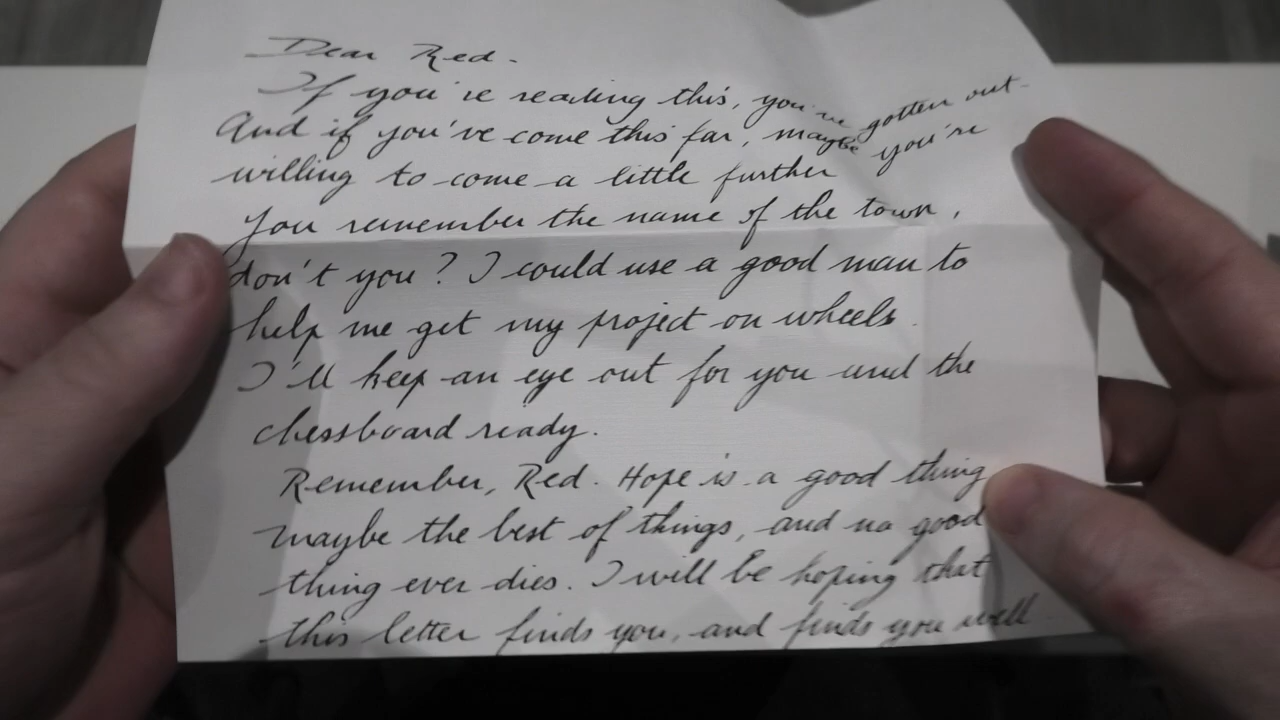 Dear Red.
If you're reading this, you've gotten out.
And if you've come this far, maybe you're
willing to come a little further
You remember the name of the town,
don't you? I could use a good man to
help me get my project on wheels.
I'll keep an eye out for you and the
chessboard ready.
Remember, Red. Hope is a good thing
maybe the best of things, and no good
thing ever dies. I will be hoping that
this letter finds you, and finds you well.